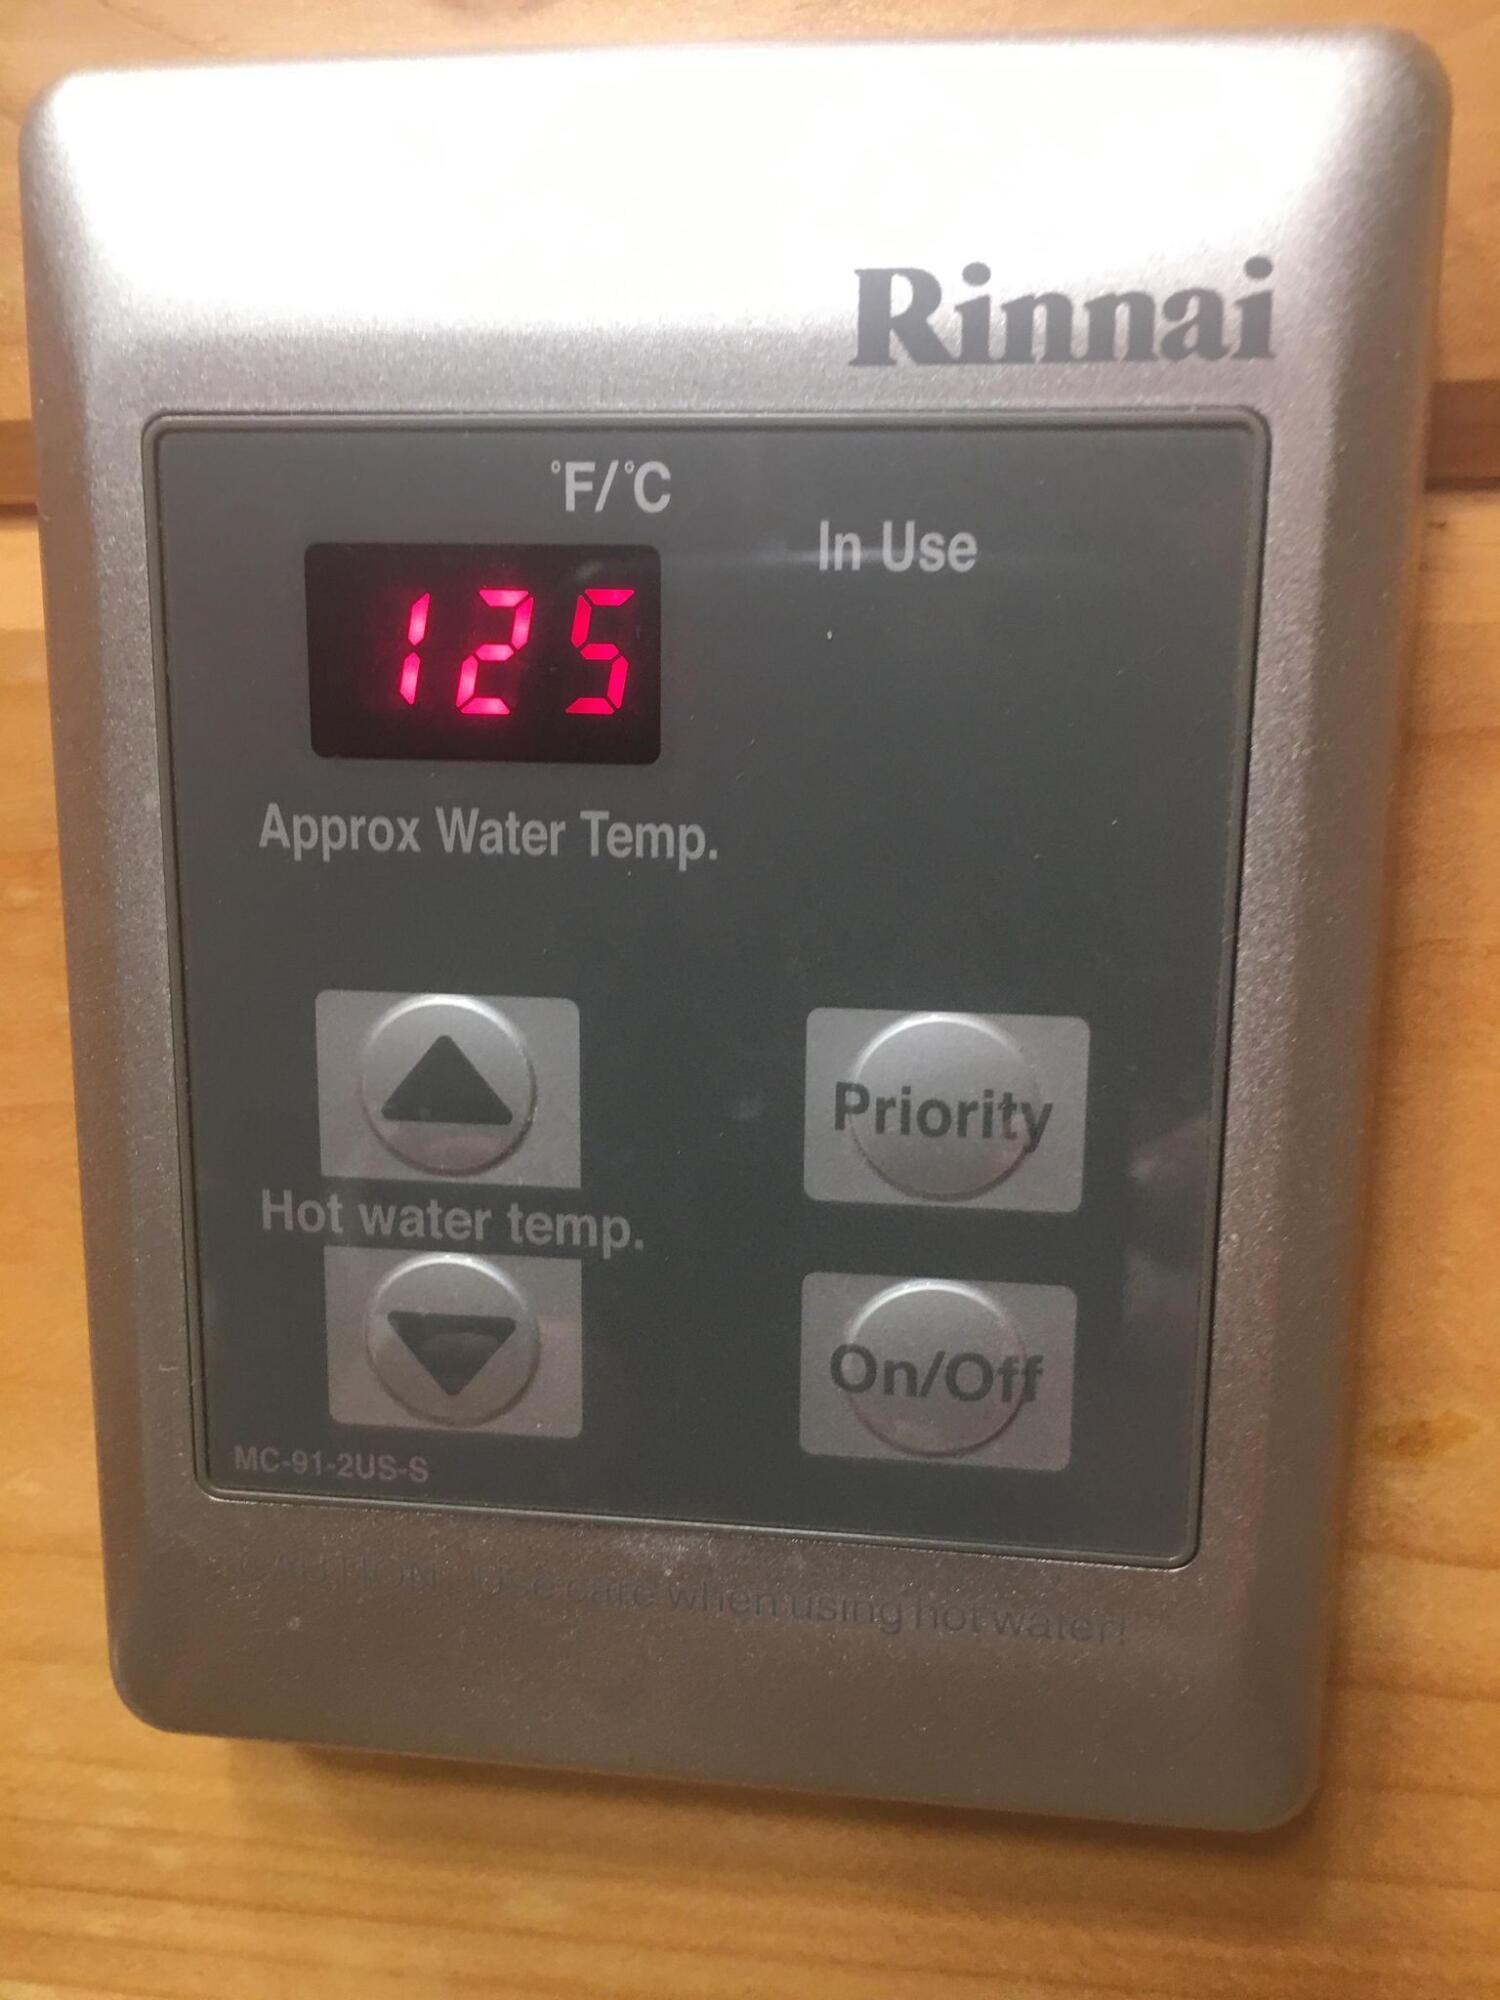 Rinnai
°F/°C
In Use
125
Approx Water Temp.
Priority
Hot water temp.
On/Off
MC-91-2US-S
CAUTION Use care when using hot water!